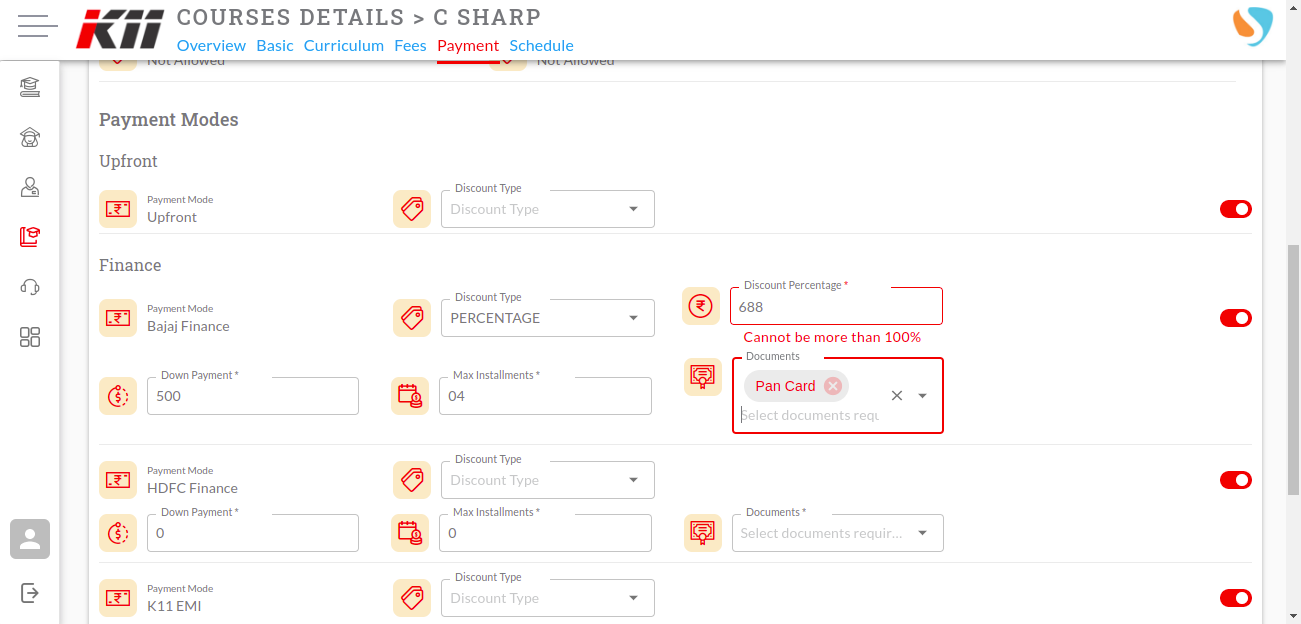 K11
COURSES DETAILS > C SHARP
Overview Basic Curriculum Fees Payment Schedule
Not Allowed Not Allowed
Payment Modes
Upfront
Payment Mode
Upfront
Discount Type
Discount Type
Finance
Payment Mode
Bajaj Finance
Discount Type
PERCENTAGE
Discount Percentage *
688
Cannot be more than 100%
Down Payment *
500
Max Installments *
04
Documents
Pan Card
Select documents requ
Payment Mode
HDFC Finance
Discount Type
Discount Type
Down Payment *
0
Max Installments *
0
Documents *
Select documents requir...
Payment Mode
K11 EMI
Discount Type
Discount Type